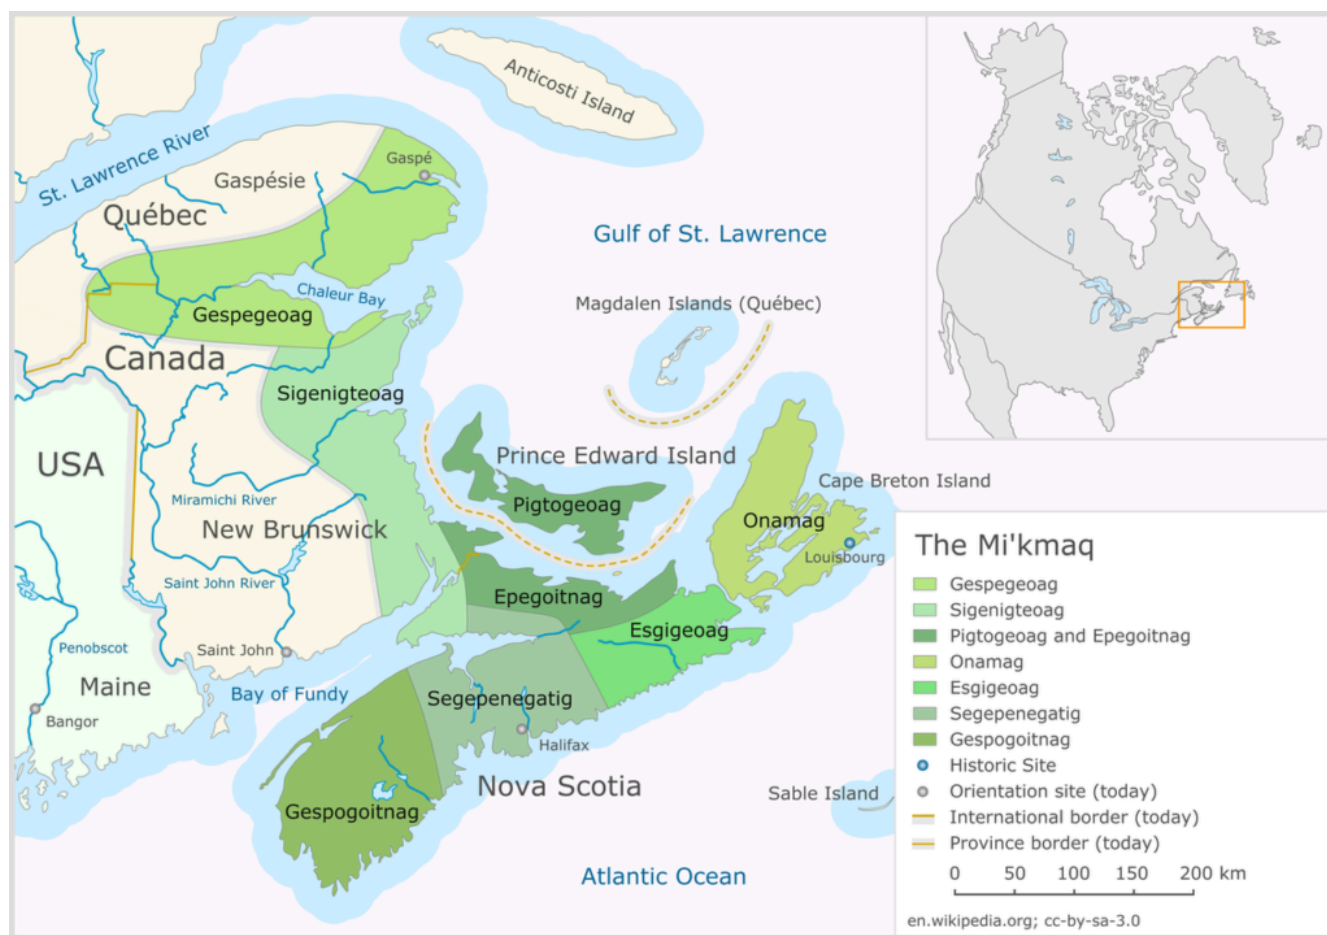 Anticosti Island
St. Lawrence River
Gaspé
Gaspésie
Québec
Gulf of St. Lawrence
Chaleur Bay
Magdalen Islands (Québec)
Gespegeoag
Canada
Sigenigteoag
USA
Prince Edward Island
Cape Breton Island
Miramichi River
Pigtogeoag
Onamag
New Brunswick
Louisbourg
Saint John River
Epegoitnag
Esgigeoag
Penobscot
Saint John
Maine
Bay of Fundy
Segepenegatig
Bangor
Halifax
Nova Scotia
Sable Island
Gespogoitnag
Atlantic Ocean
The Mi'kmaq
Gespegeoag
Sigenigteoag
Pigtogeoag and Epegoitnag
Onamag
Esgigeoag
Segepenegatig
Gespogoitnag
Historic Site
Orientation site (today)
International border (today)
Province border (today)
0 50 100 150 200 km
en.wikipedia.org; cc-by-sa-3.0